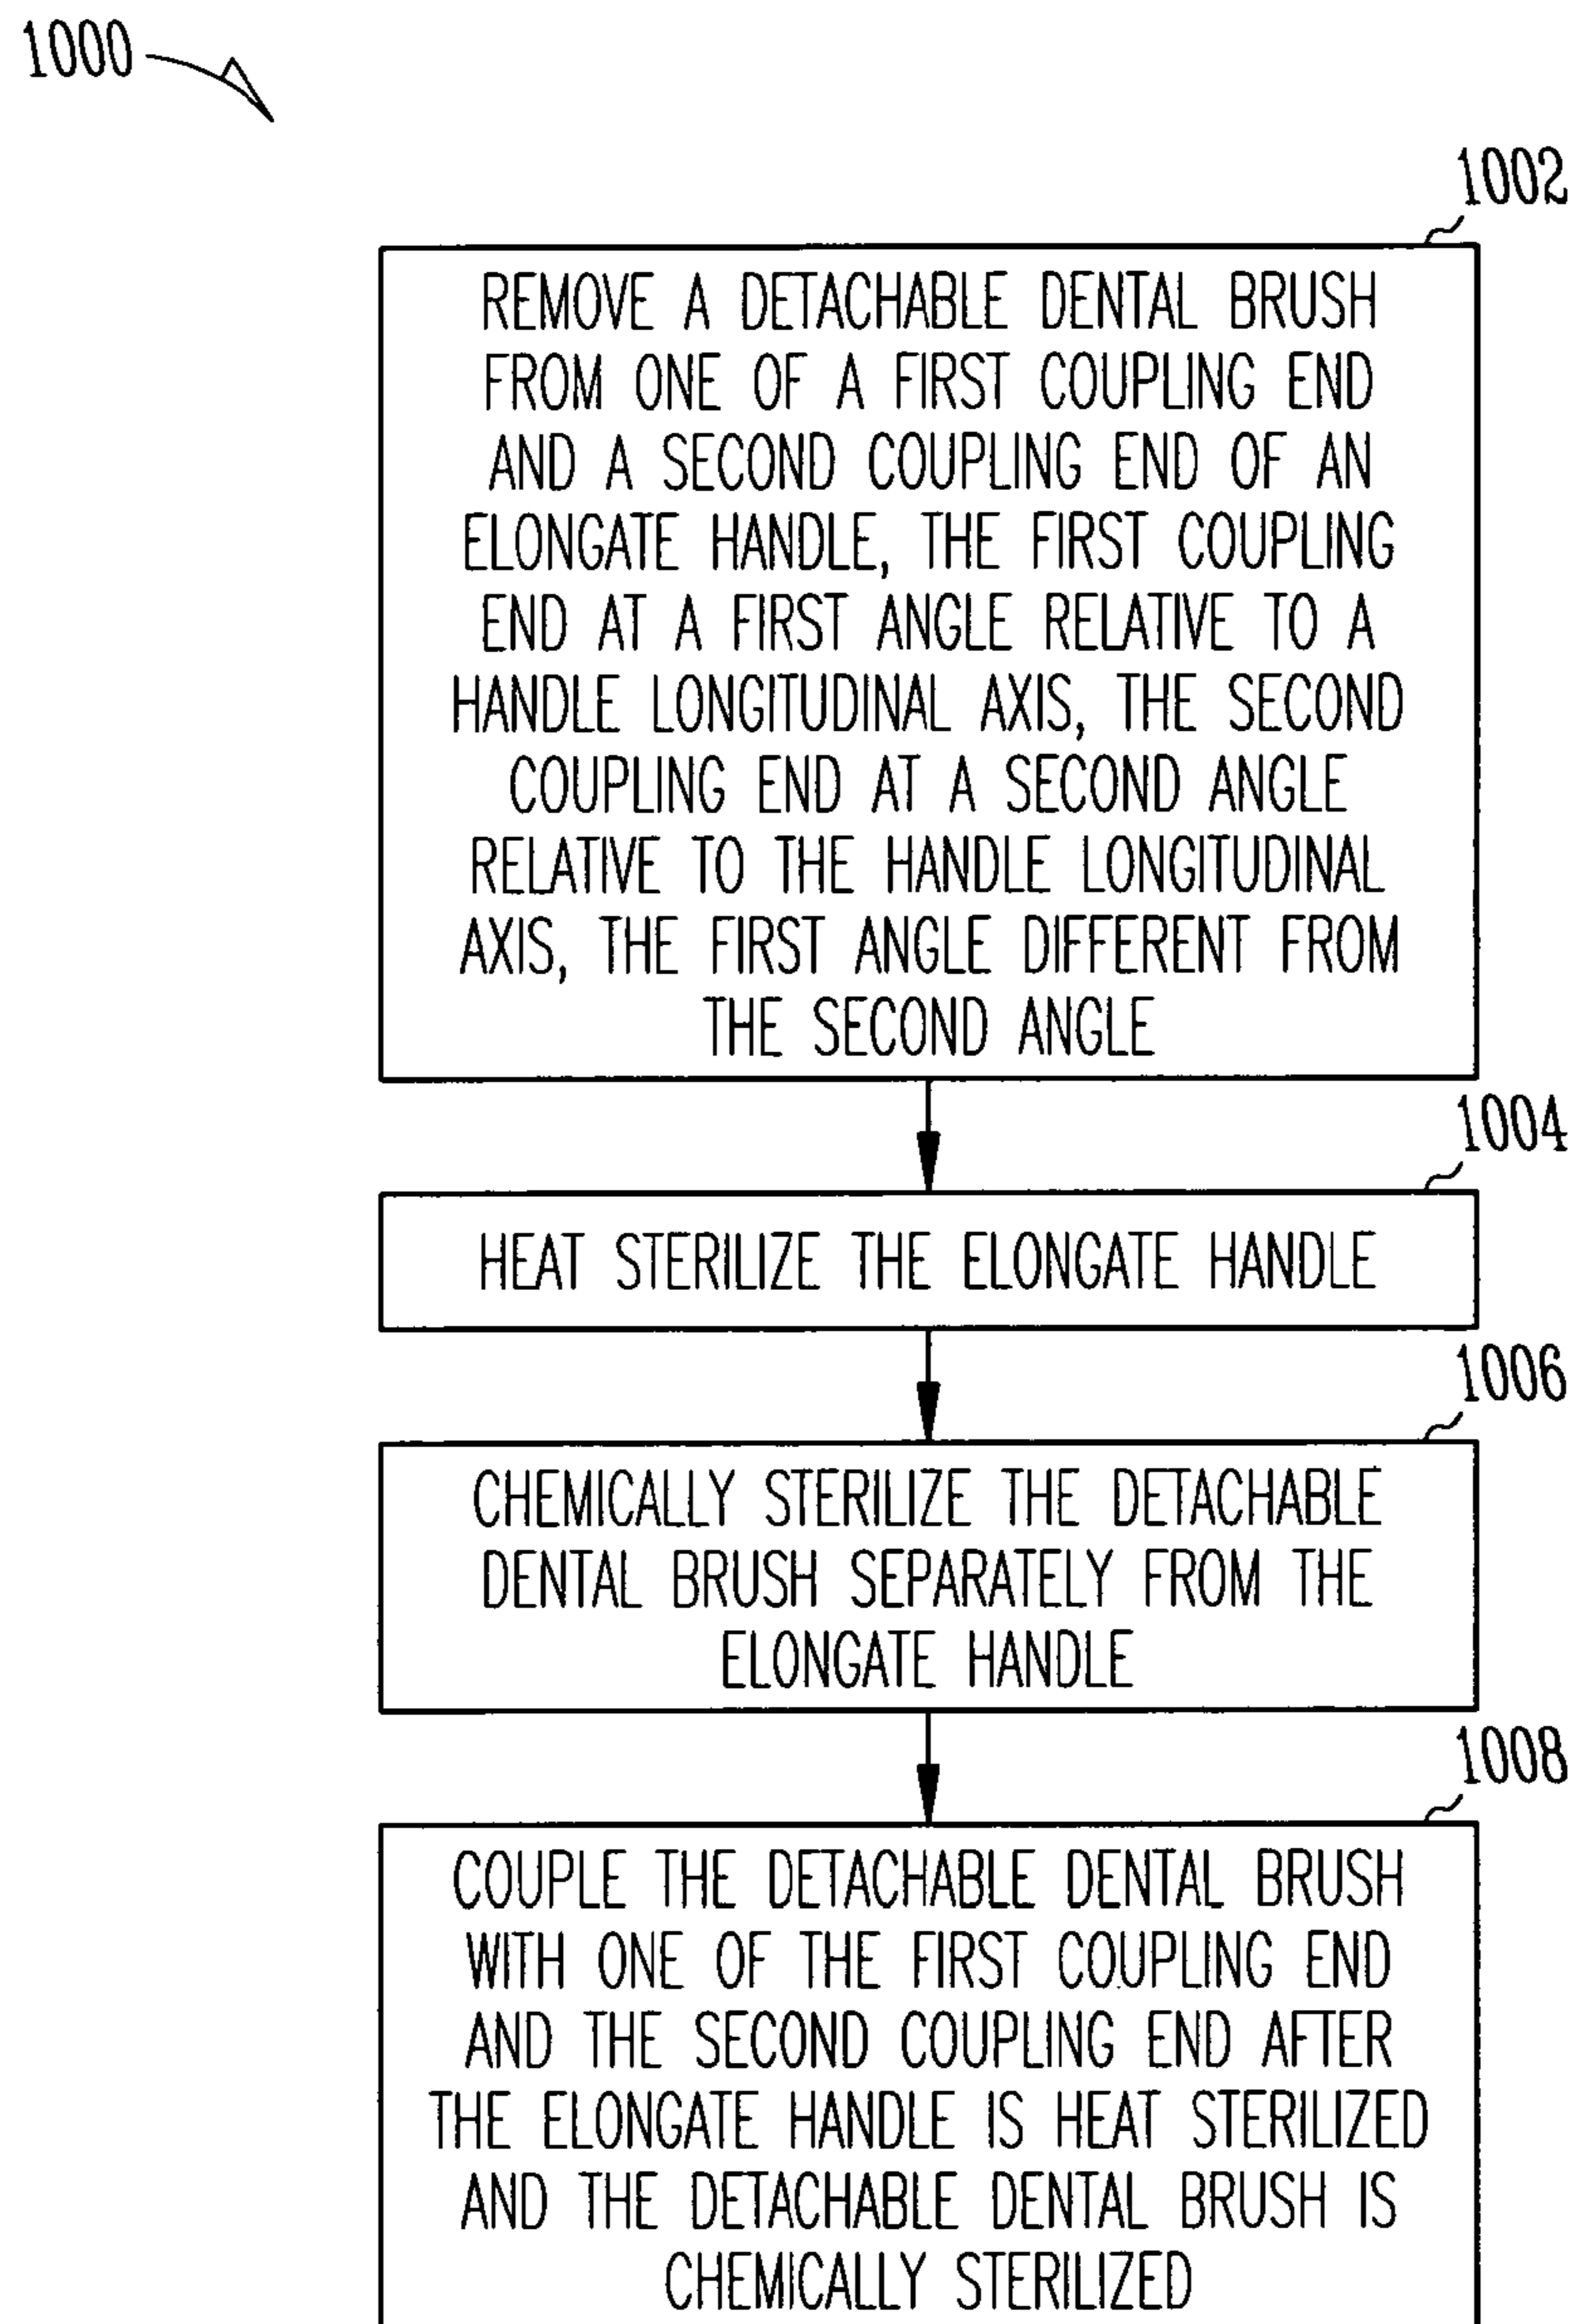 1000
1002
REMOVE A DETACHABLE DENTAL BRUSH
FROM ONE OF A FIRST COUPLING END
AND A SECOND COUPLING END OF AN
ELONGATE HANDLE, THE FIRST COUPLING
END AT A FIRST ANGLE RELATIVE TO A
HANDLE LONGITUDINAL AXIS, THE SECOND
COUPLING END AT A SECOND ANGLE
RELATIVE TO THE HANDLE LONGITUDINAL
AXIS, THE FIRST ANGLE DIFFERENT FROM
THE SECOND ANGLE
1004
HEAT STERILIZE THE ELONGATE HANDLE
1006
CHEMICALLY STERILIZE THE DETACHABLE
DENTAL BRUSH SEPARATELY FROM THE
ELONGATE HANDLE
1008
COUPLE THE DETACHABLE DENTAL BRUSH
WITH ONE OF THE FIRST COUPLING END
AND THE SECOND COUPLING END AFTER
THE ELONGATE HANDLE IS HEAT STERILIZED
AND THE DETACHABLE DENTAL BRUSH IS
CHEMICALLY STERILIZED